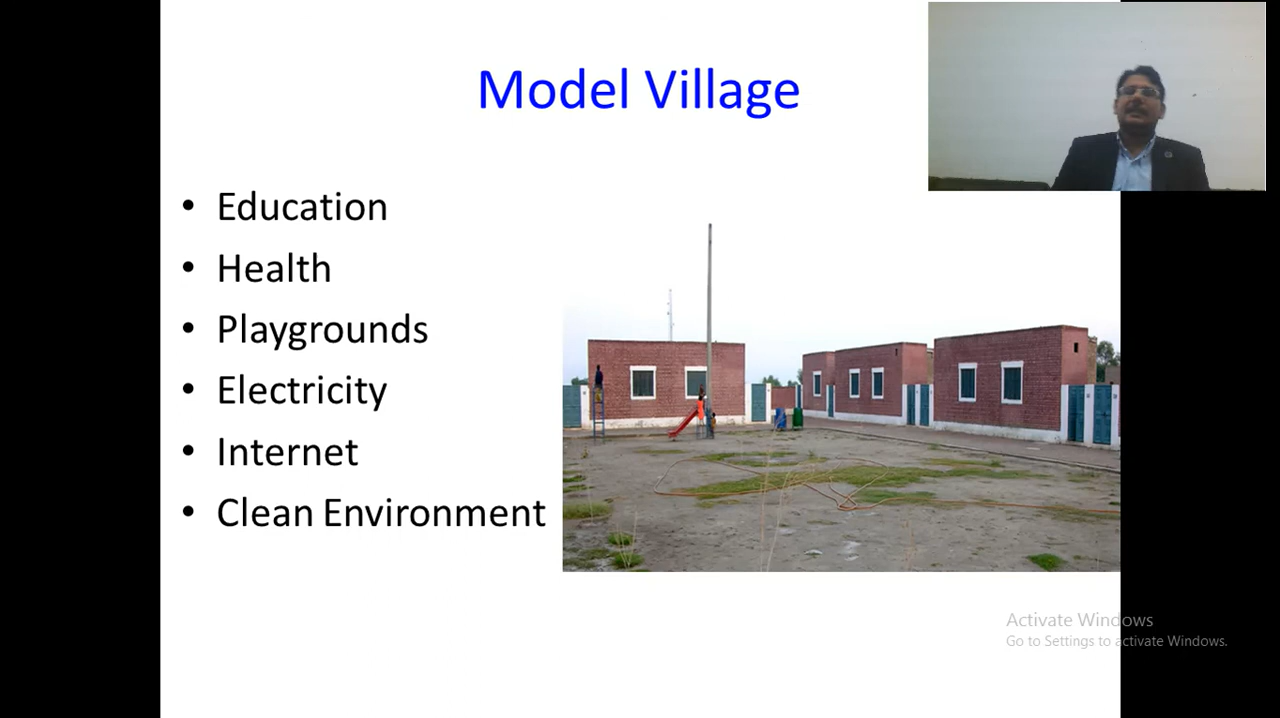 Model Village
• Education
• Health
• Playgrounds
• Electricity
• Internet
• Clean Environment
Activate Windows
Go to Settings to activate Windows.